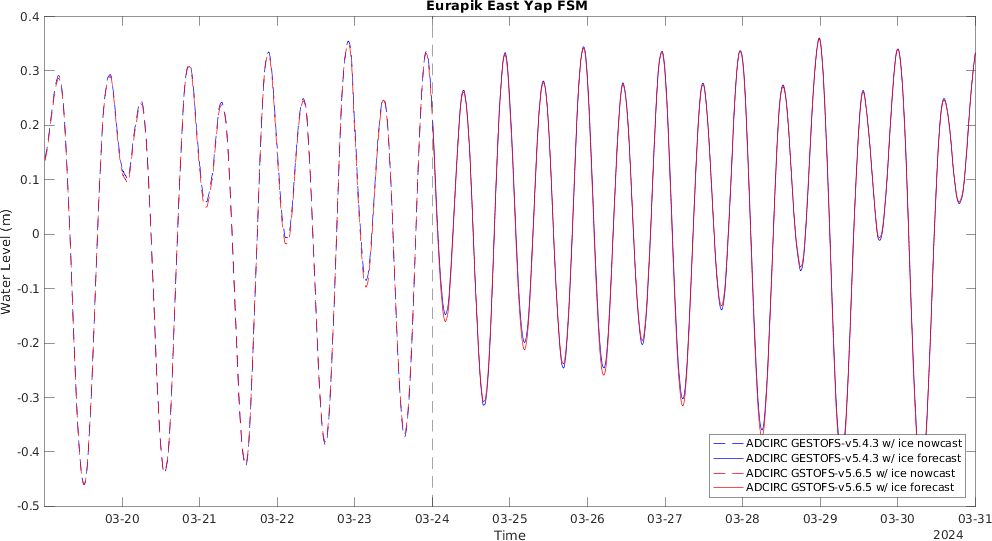 Eurapik East Yap FSM
0.4
0.3
0.2
0.1
0
-0.1
-0.2
-0.3
-0.4
-0.5
Water Level (m)
ADCIRC GESTOFS-v5.4.3 w/ ice nowcast
ADCIRC GESTOFS-v5.4.3 w/ ice forecast
ADCIRC GSTOFS-v5.6.5 w/ ice nowcast
ADCIRC GSTOFS-v5.6.5 w/ ice forecast
03-20 03-21 03-22 03-23 03-24 03-25 03-26 03-27 03-28 03-29 03-30 03-31
Time
2024